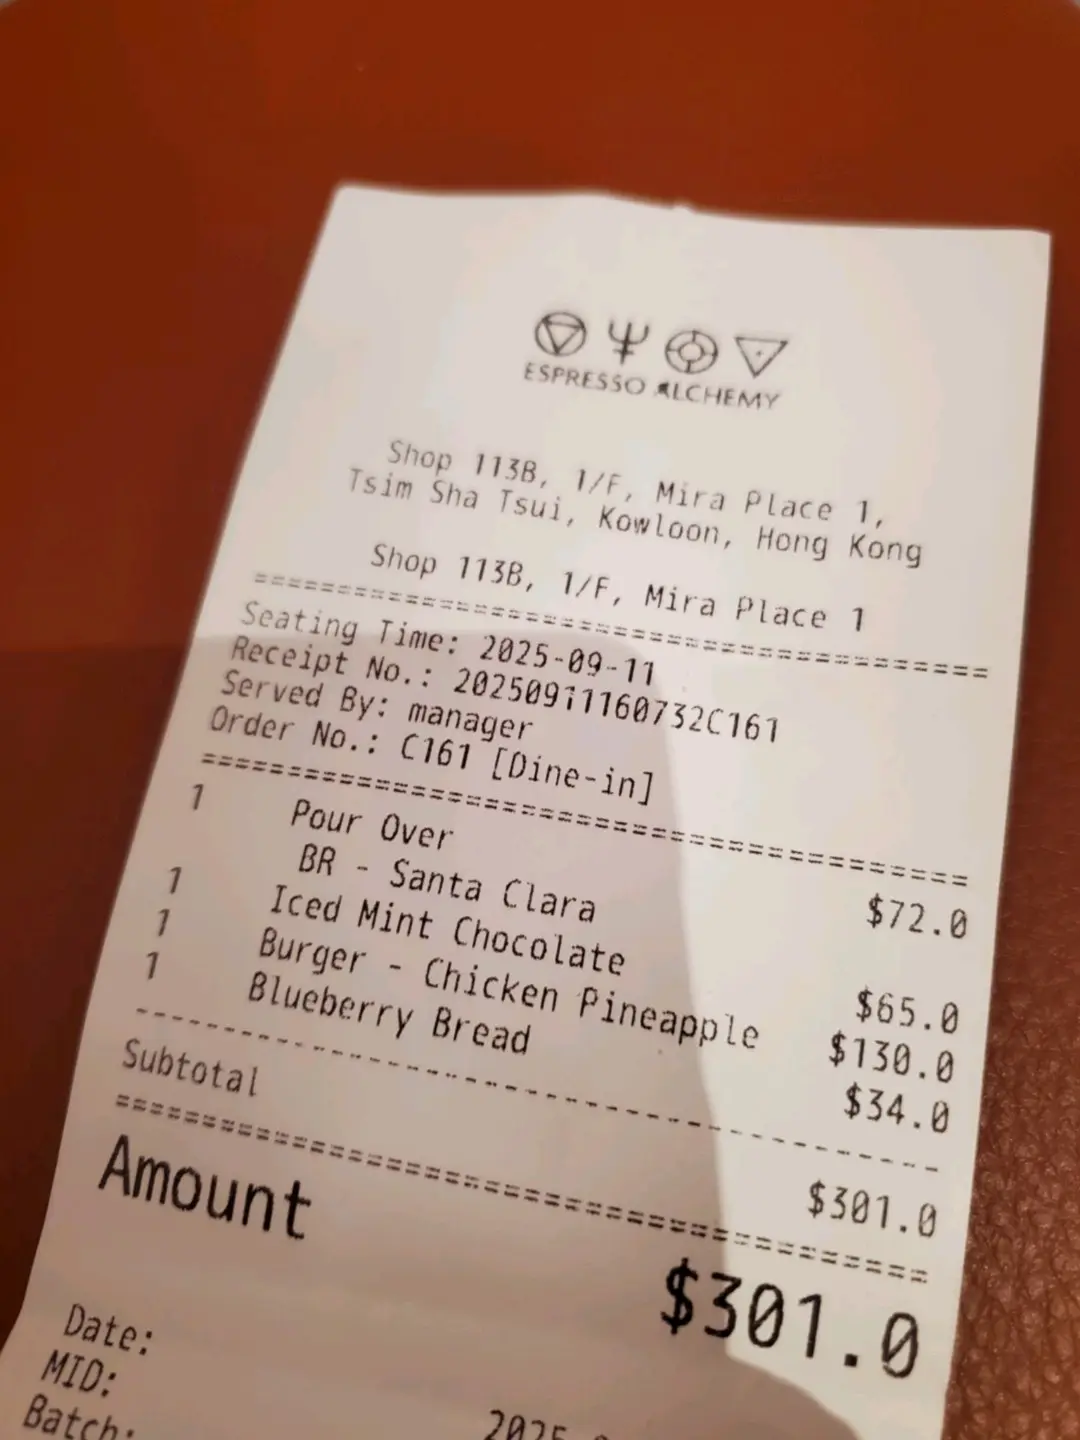 ESPRESSO ALCHEMY
Shop 113B, 1/F, Mira Place 1,
Tsim Sha Tsui, Kowloon, Hong Kong
Shop 113B, 1/F, Mira Place 1
=============================================
Seating Time: 2025-09-11
Receipt No.: 20250911160732C161
Served By: manager
Order No.: C161 [Dine-in]
=============================================
1 Pour Over
BR - Santa Clara $72.0
1 Iced Mint Chocolate $65.0
1 Burger - Chicken Pineapple $130.0
1 Blueberry Bread $34.0
---------------------------------------------
Subtotal $301.0
=============================================
Amount $301.0
Date: 2025
MID:
Batch: